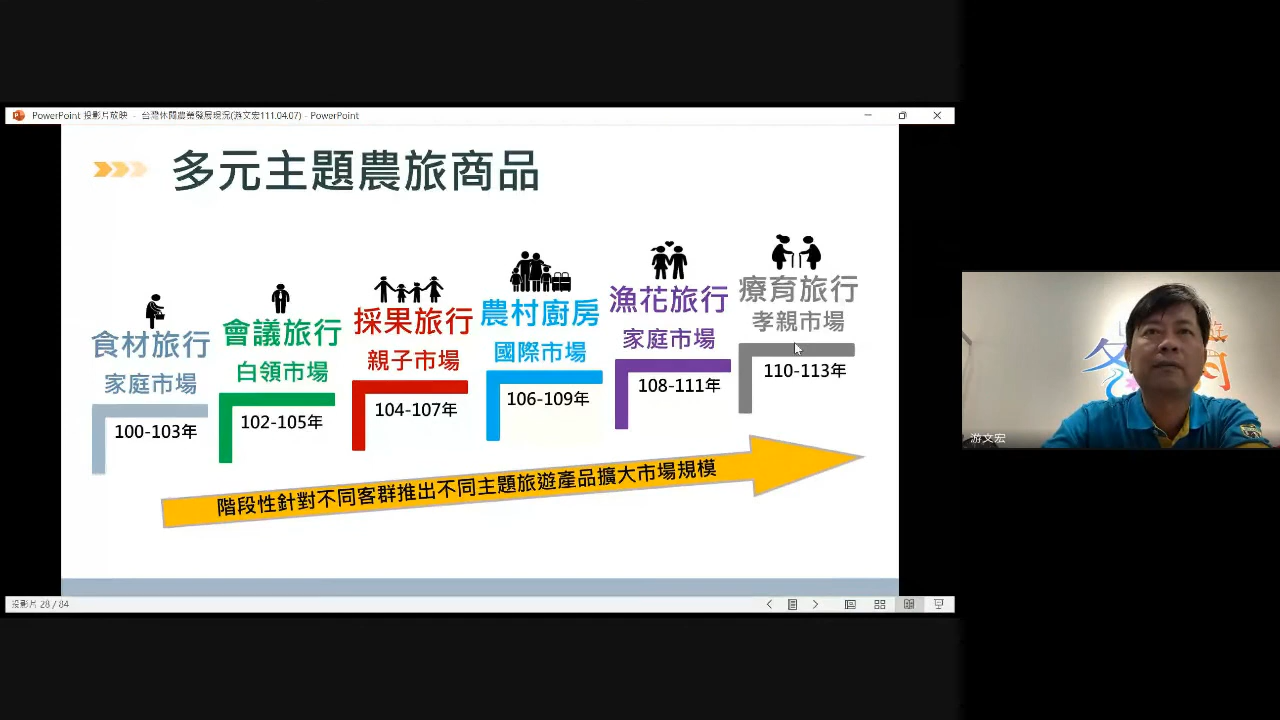 PowerPoint 投影片放映 - 台灣休閒農業發展現況(游文宏111.04.07) - PowerPoint
多元主題農旅商品
食材旅行
家庭市場
100-103年
會議旅行
白領市場
102-105年
採果旅行
親子市場
104-107年
農村廚房
國際市場
106-109年
漁花旅行
家庭市場
108-111年
療育旅行
孝親市場
110-113年
階段性針對不同客群推出不同主題旅遊產品擴大市場規模
投影片 28 / 84
游文宏